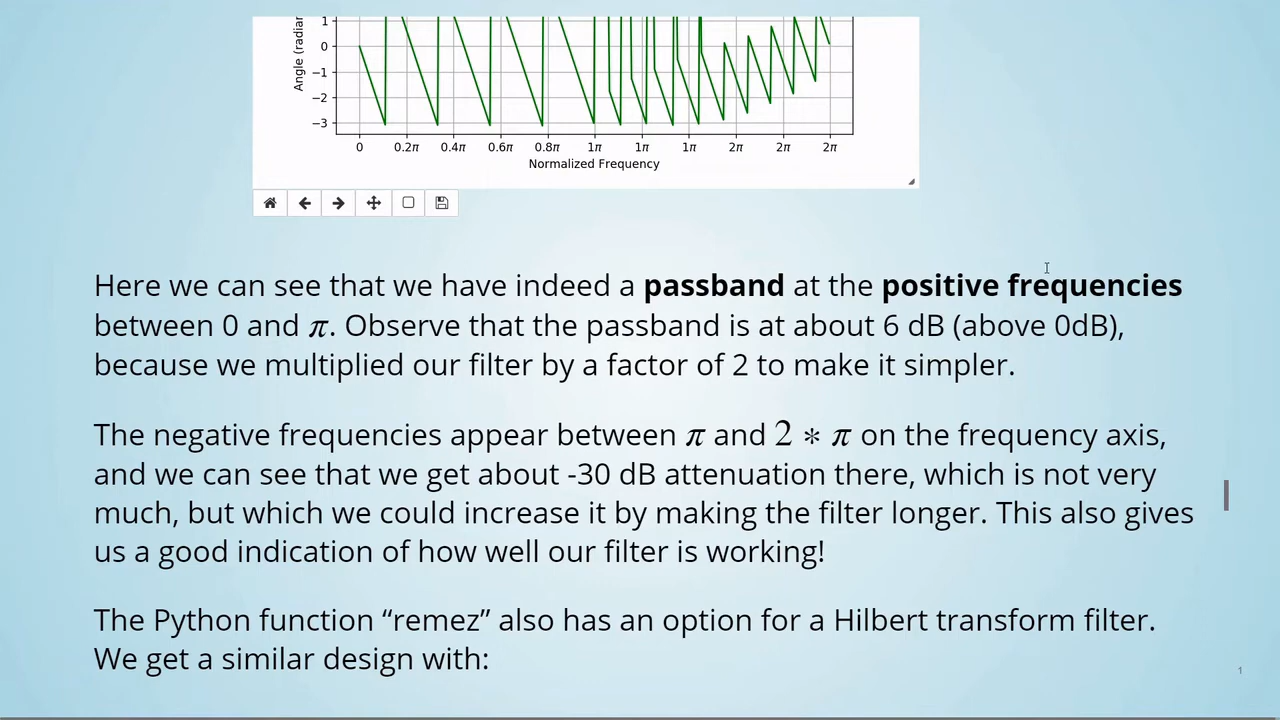 Angle (radian
1
0
−1
−2
−3
0 0.2π 0.4π 0.6π 0.8π 1π 1π 1π 2π 2π 2π
Normalized Frequency
Here we can see that we have indeed a passband at the positive frequencies
between 0 and π. Observe that the passband is at about 6 dB (above 0dB),
because we multiplied our filter by a factor of 2 to make it simpler.
The negative frequencies appear between π and 2 ∗ π on the frequency axis,
and we can see that we get about -30 dB attenuation there, which is not very
much, but which we could increase it by making the filter longer. This also gives
us a good indication of how well our filter is working!
The Python function “remez” also has an option for a Hilbert transform filter.
We get a similar design with:
1